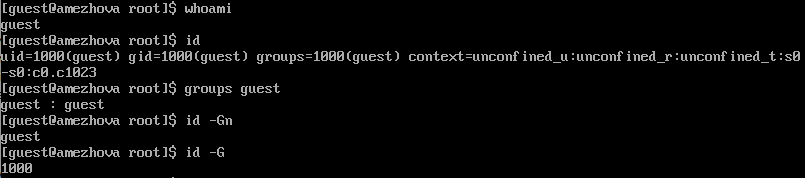 [guest@amezhova root]$ whoami
guest
[guest@amezhova root]$ id
uid=1000(guest) gid=1000(guest) groups=1000(guest) context=unconfined_u:unconfined_r:unconfined_t:s0
-s0:c0.c1023
[guest@amezhova root]$ groups guest
guest : guest
[guest@amezhova root]$ id -Gn
guest
[guest@amezhova root]$ id -G
1000